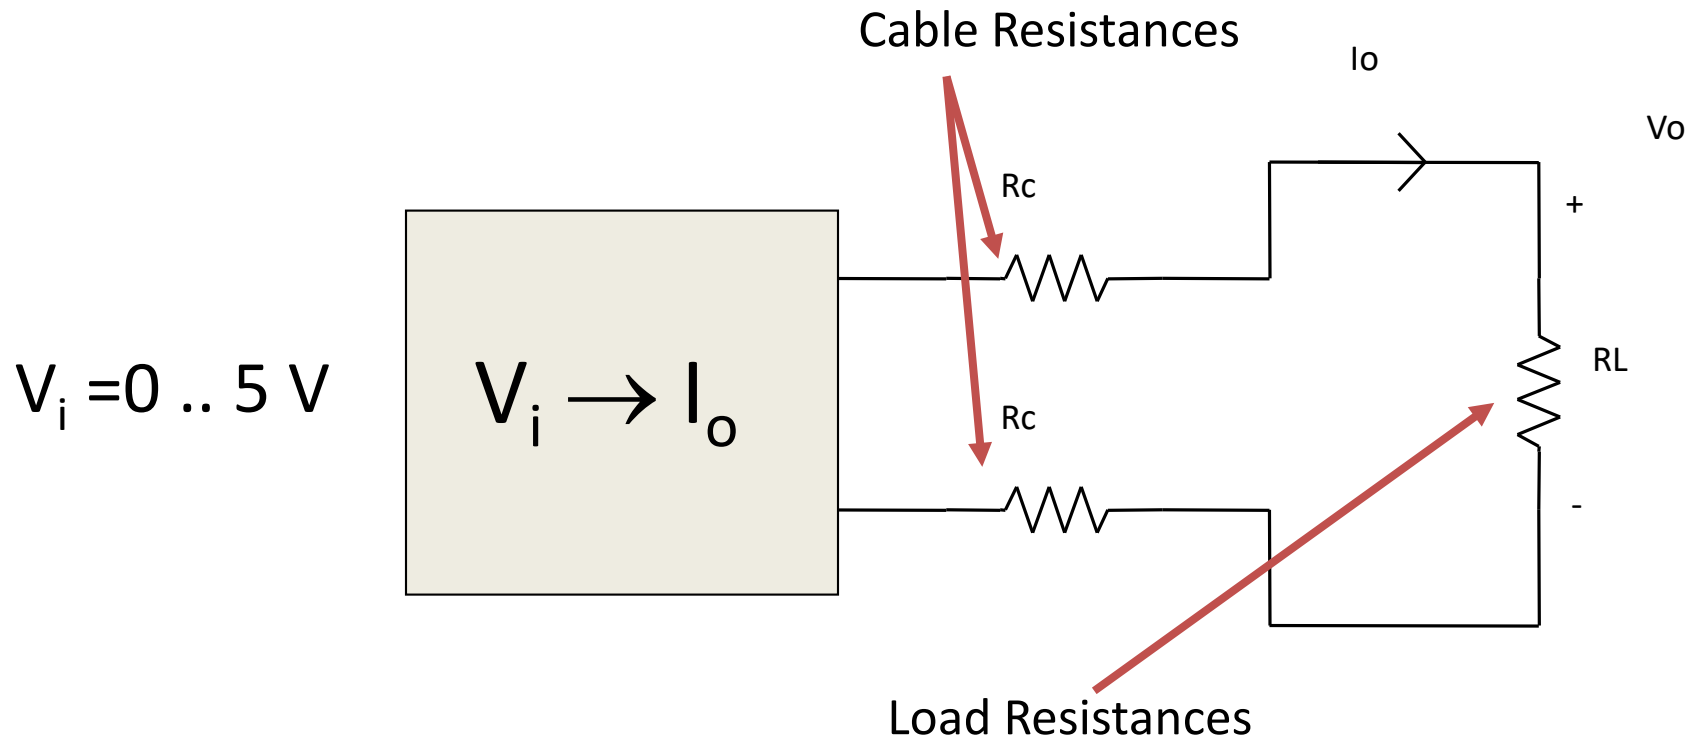 Cable Resistances
Io
Vo
Rc
+
Vi =0 .. 5 V
Vi → Io
RL
Rc
-
Load Resistances